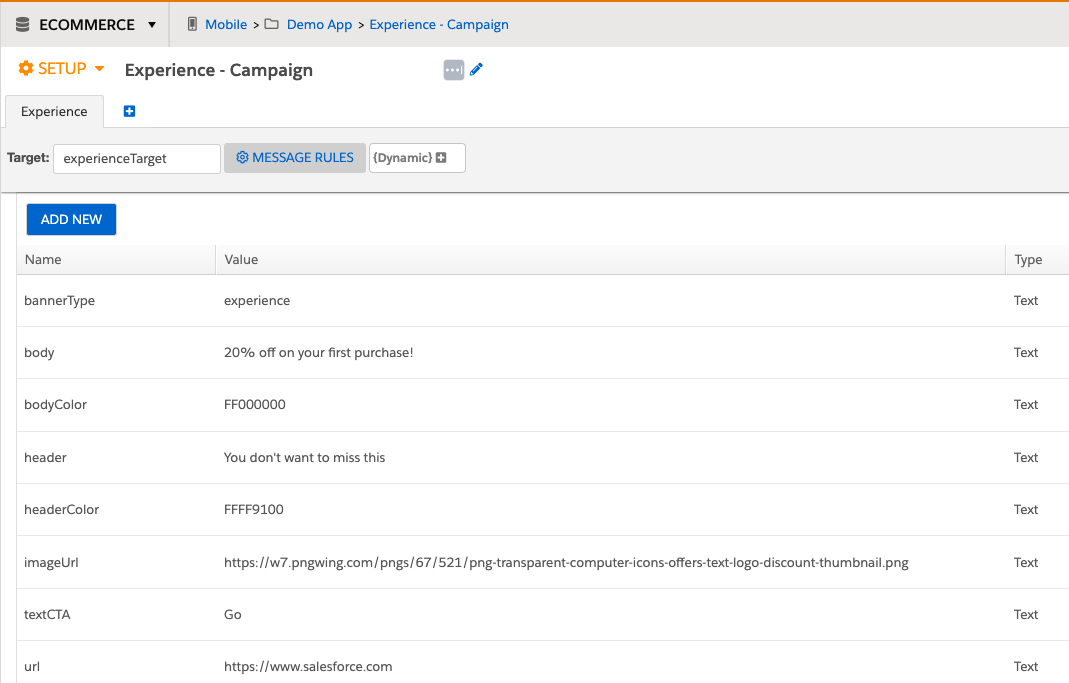 ECOMMERCE Mobile > Demo App > Experience - Campaign
SETUP Experience - Campaign
Experience
Target: experienceTarget MESSAGE RULES {Dynamic}
ADD NEW
Name Value Type
bannerType experience Text
body 20% off on your first purchase! Text
bodyColor FF000000 Text
header You don't want to miss this Text
headerColor FFFF9100 Text
imageUrl https://w7.pngwing.com/pngs/67/521/png-transparent-computer-icons-offers-text-logo-discount-thumbnail.png Text
textCTA Go Text
url https://www.salesforce.com Text